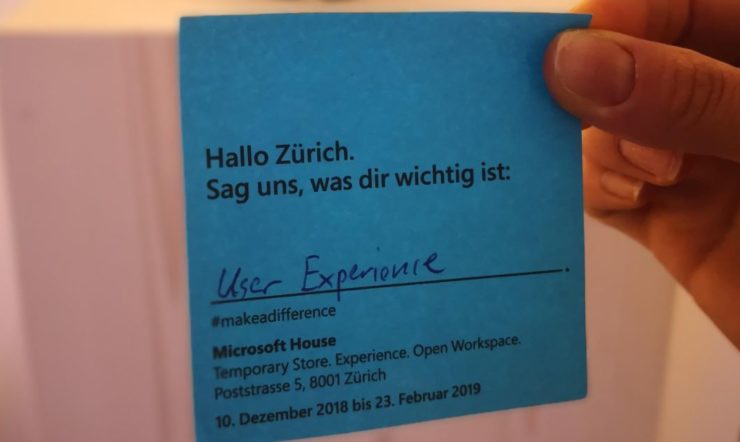 Hallo Zürich.
Sag uns, was dir wichtig ist:
User Experience
.
#makeadifference
Microsoft House
Temporary Store. Experience. Open Workspace.
Poststrasse 5, 8001 Zürich
10. Dezember 2018 bis 23. Februar 2019